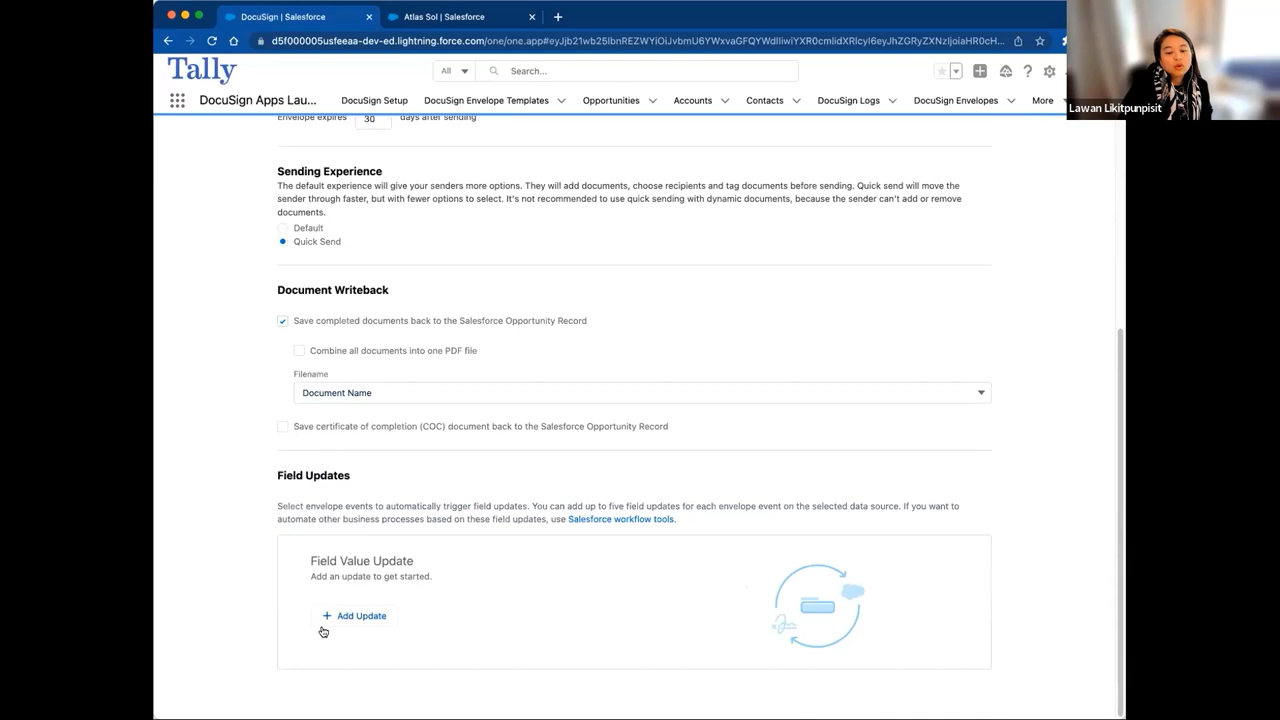 DocuSign | Salesforce
Atlas Sol | Salesforce
Tally
All
Search...
DocuSign Apps Lau...
DocuSign Setup
DocuSign Envelope Templates
Opportunities
Accounts
Contacts
DocuSign Logs
DocuSign Envelopes
More
Lawan Likitpunpisit
Envelope expires 30 days after sending
Sending Experience
The default experience will give your senders more options. They will add documents, choose recipients and tag documents before sending. Quick send will move the
sender through faster, but with fewer options to select. It's not recommended to use quick sending with dynamic documents, because the sender can't add or remove
documents.
Default
Quick Send
Document Writeback
Save completed documents back to the Salesforce Opportunity Record
Combine all documents into one PDF file
Filename
Document Name
Save certificate of completion (COC) document back to the Salesforce Opportunity Record
Field Updates
Select envelope events to automatically trigger field updates. You can add up to five field updates for each envelope event on the selected data source. If you want to
automate other business processes based on these field updates, use Salesforce workflow tools.
Field Value Update
Add an update to get started.
+ Add Update